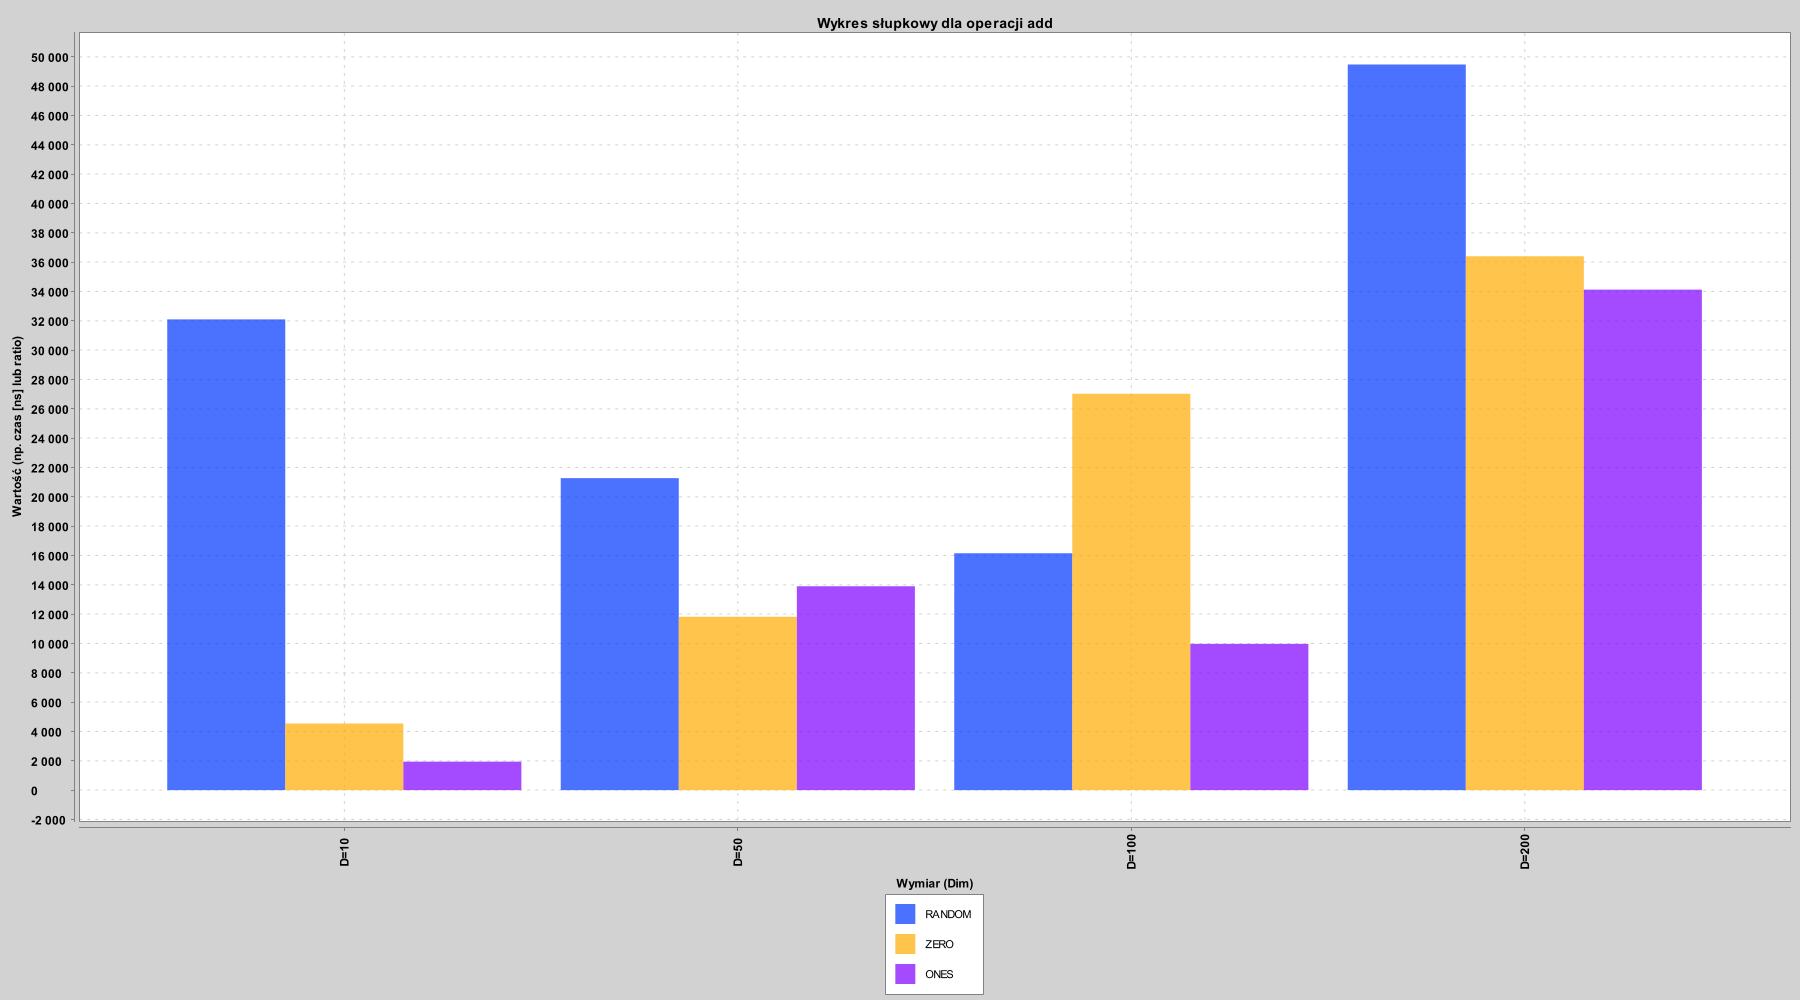 Wykres słupkowy dla operacji add
Wartość (np. czas [ns] lub ratio)
50 000
48 000
46 000
44 000
42 000
40 000
38 000
36 000
34 000
32 000
30 000
28 000
26 000
24 000
22 000
20 000
18 000
16 000
14 000
12 000
10 000
8 000
6 000
4 000
2 000
0
-2 000
D=10
D=50
D=100
D=200
Wymiar (Dim)
RANDOM
ZERO
ONES